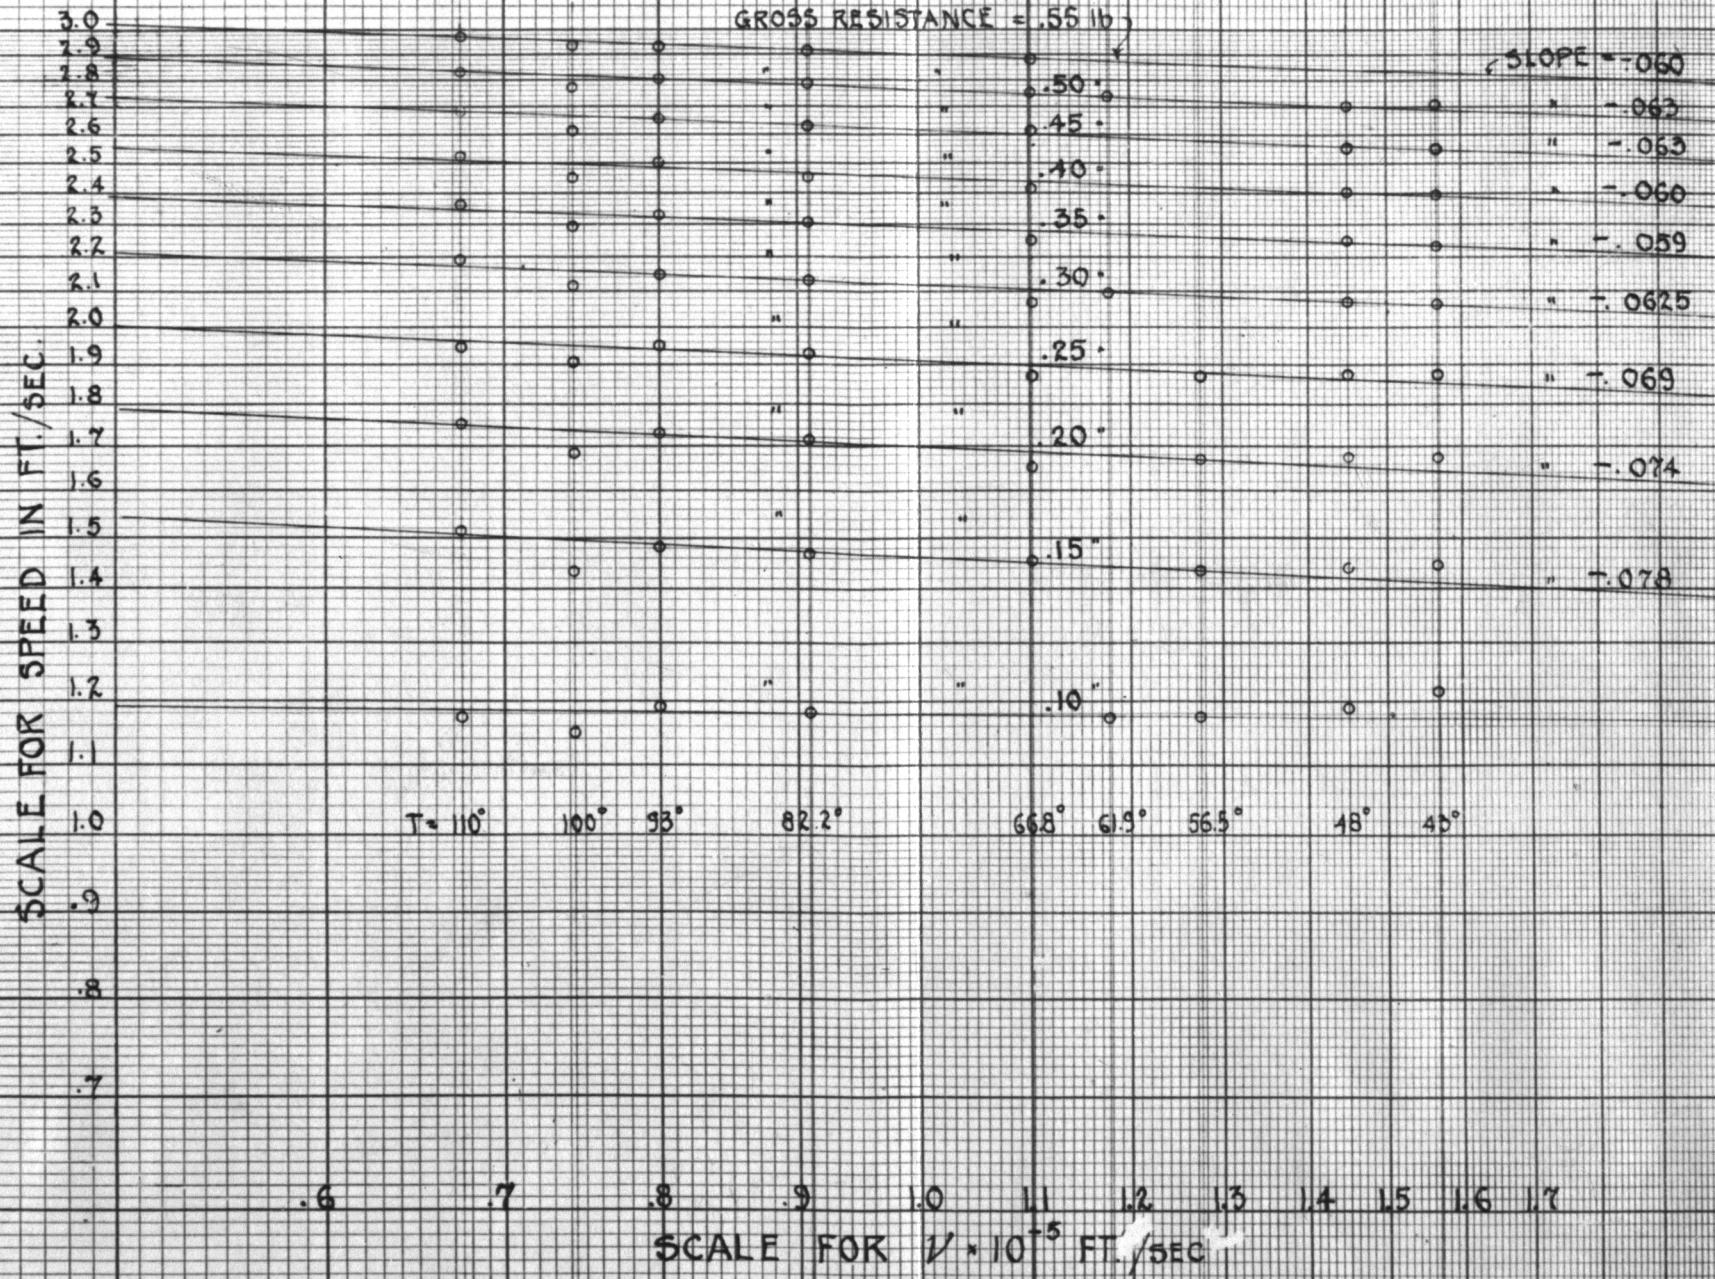 GROSS RESISTANCE = .55 lb
SLOPE = -.060
" " .50 " " -.063
" " .45 " " -.063
" " .40 " " -.060
" " .35 " " -.059
" " .30 " " -.0625
" " .25 " " -.069
" " .20 " " -.074
" " .15 " " -.078
" " .10 "
3.0
2.9
2.8
2.7
2.6
2.5
2.4
2.3
2.2
2.1
2.0
1.9
1.8
1.7
1.6
1.5
1.4
1.3
1.2
1.1
1.0
.9
.8
.7
SCALE FOR SPEED IN FT./SEC.
T= 110° 100° 93° 82.2° 66.8° 61.9° 56.5° 48° 43°
.6 .7 .8 .9 1.0 1.1 1.2 1.3 1.4 1.5 1.6 1.7
SCALE FOR ν × 10⁻⁵ FT./SEC